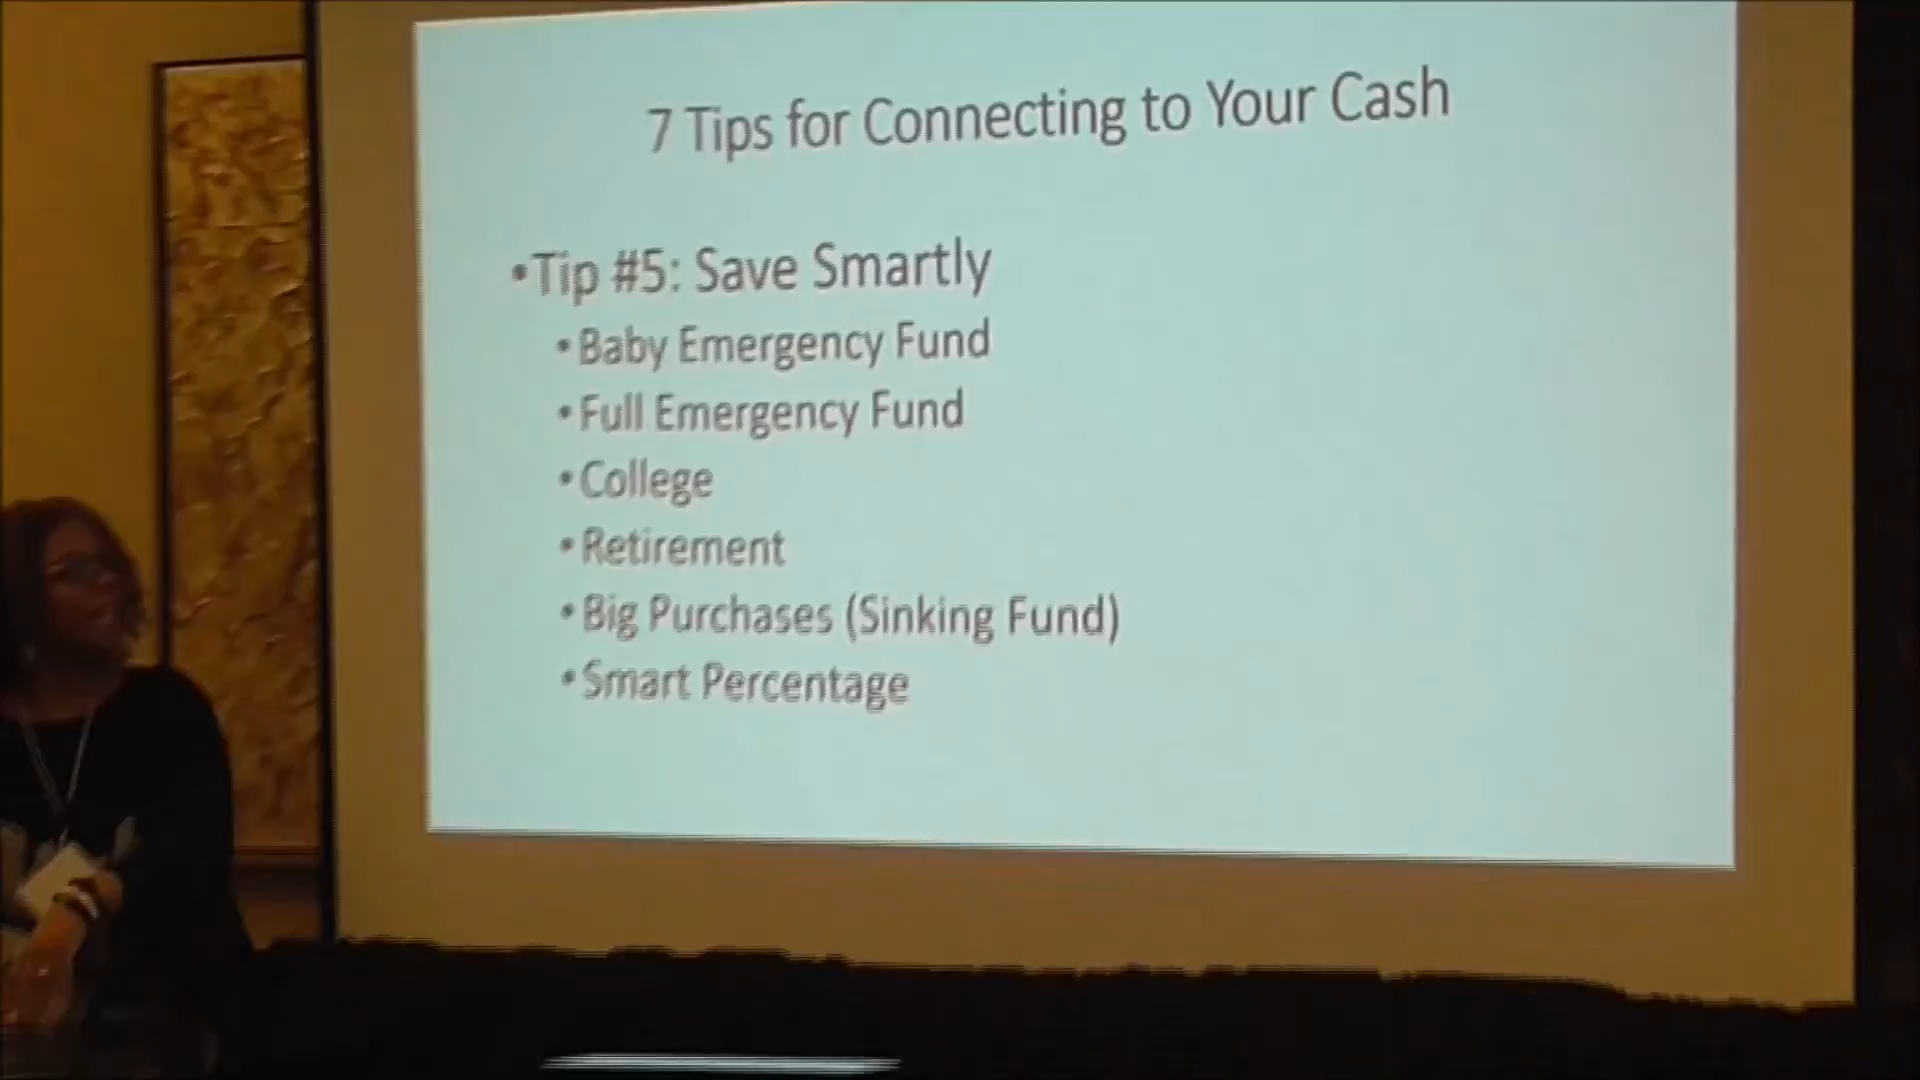 7 Tips for Connecting to Your Cash
•Tip #5: Save Smartly
•Baby Emergency Fund
•Full Emergency Fund
•College
•Retirement
•Big Purchases (Sinking Fund)
•Smart Percentage